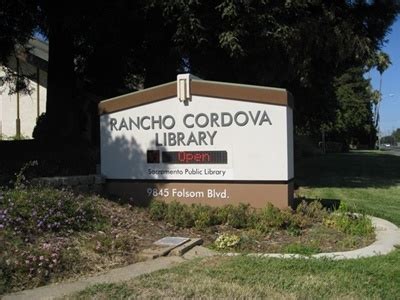 RANCHO CORDOVA
LIBRARY
Open
Sacramento Public Library
9845 Folsom Blvd.